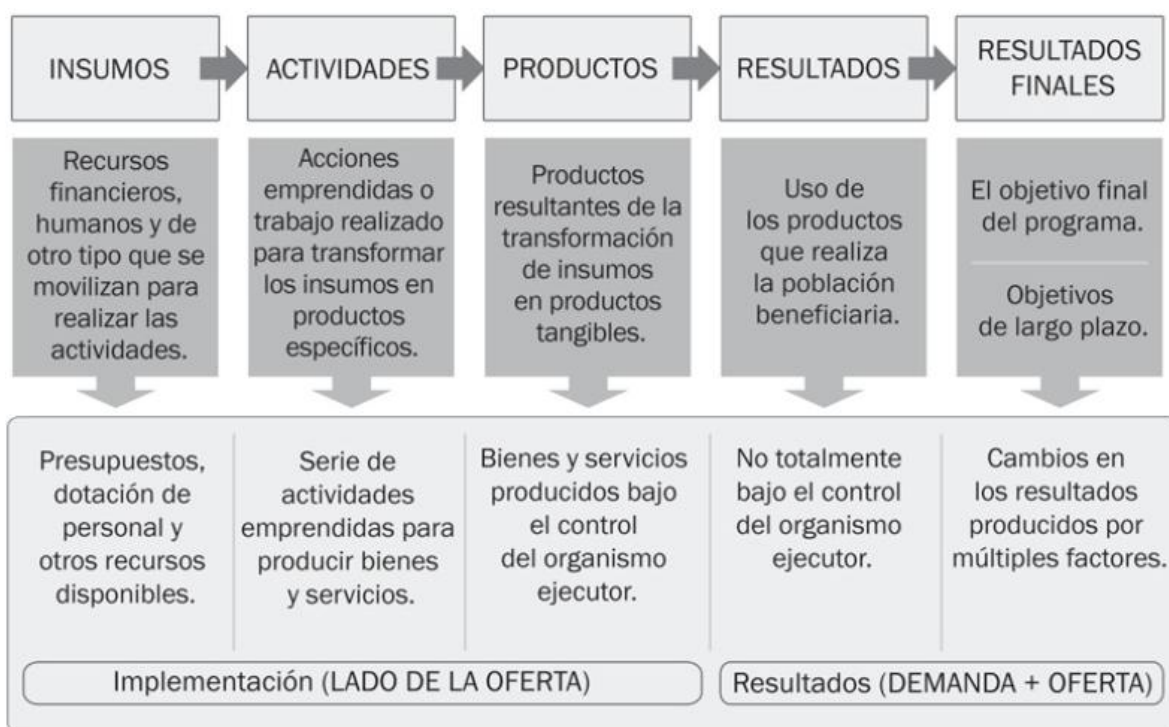 INSUMOS
ACTIVIDADES
PRODUCTOS
RESULTADOS
RESULTADOS
FINALES
Recursos
financieros,
humanos y de
otro tipo que se
movilizan para
realizar las
actividades.
Acciones
emprendidas o
trabajo realizado
para transformar
los insumos en
productos
específicos.
Productos
resultantes de la
transformación
de insumos
en productos
tangibles.
Uso de
los productos
que realiza
la población
beneficiaria.
El objetivo final
del programa.
Objetivos
de largo plazo.
Presupuestos,
dotación de
personal y
otros recursos
disponibles.
Serie de
actividades
emprendidas para
producir bienes
y servicios.
Bienes y servicios
producidos bajo
el control
del organismo
ejecutor.
No totalmente
bajo el control
del organismo
ejecutor.
Cambios en
los resultados
producidos por
múltiples factores.
Implementación (LADO DE LA OFERTA)
Resultados (DEMANDA + OFERTA)